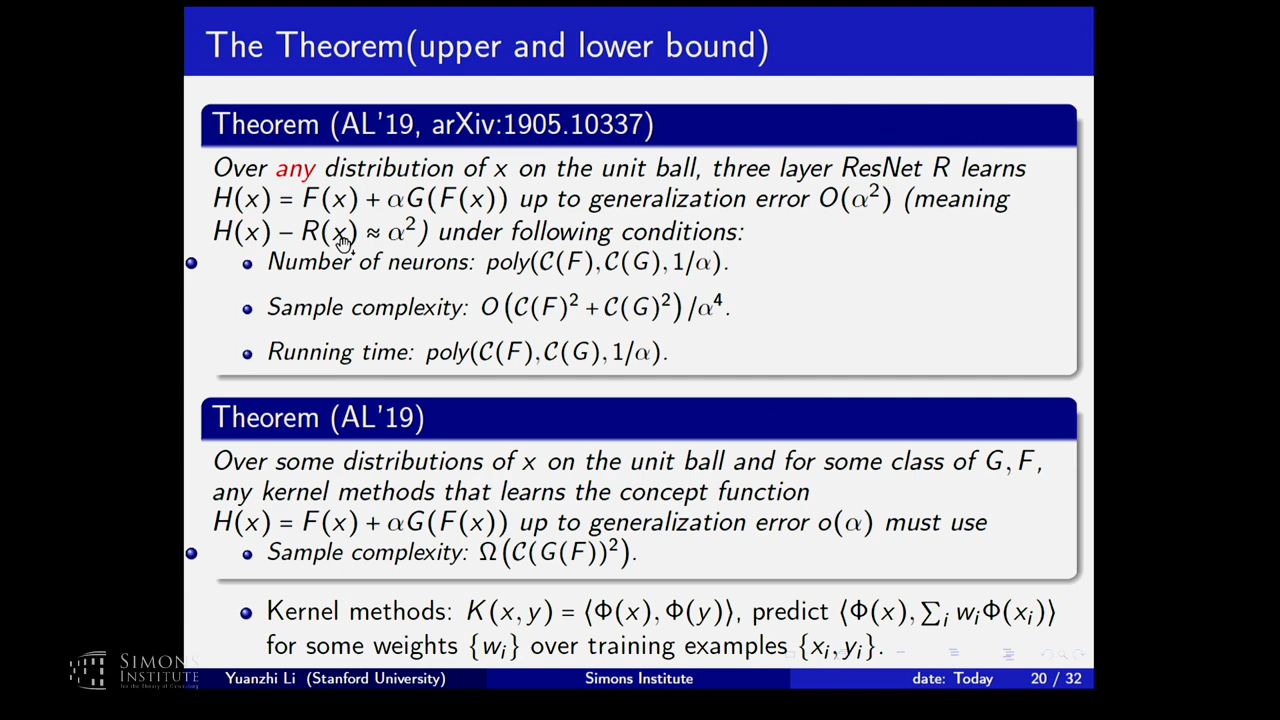 The Theorem(upper and lower bound)
Theorem (AL'19, arXiv:1905.10337)
Over any distribution of x on the unit ball, three layer ResNet R learns
H(x) = F(x) + αG(F(x)) up to generalization error O(α²) (meaning
H(x) − R(x) ≈ α²) under following conditions:
Number of neurons: poly(𝒞(F), 𝒞(G), 1/α).
Sample complexity: O(𝒞(F)² + 𝒞(G)²)/α⁴.
Running time: poly(𝒞(F), 𝒞(G), 1/α).
Theorem (AL'19)
Over some distributions of x on the unit ball and for some class of G, F,
any kernel methods that learns the concept function
H(x) = F(x) + αG(F(x)) up to generalization error o(α) must use
Sample complexity: Ω(𝒞(G(F))²).
Kernel methods: K(x, y) = ⟨Φ(x), Φ(y)⟩, predict ⟨Φ(x), ∑ᵢ wᵢΦ(xᵢ)⟩
for some weights {wᵢ} over training examples {xᵢ, yᵢ}.
SIMONS
INSTITUTE
for the Theory of Computing
Yuanzhi Li (Stanford University) Simons Institute date: Today 20 / 32